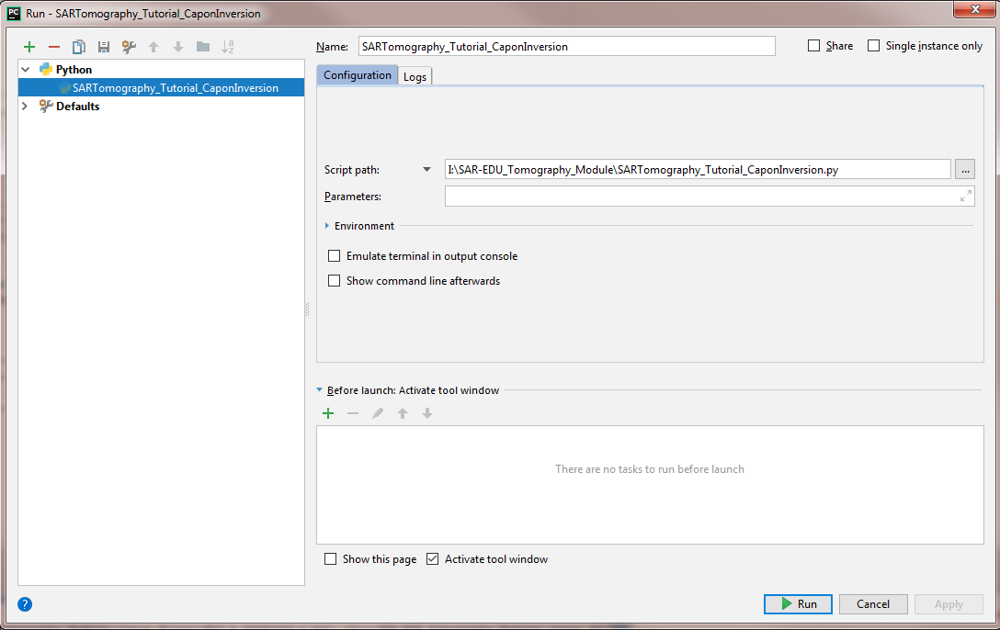 PC Run - SARTomography_Tutorial_CaponInversion
Name: SARTomography_Tutorial_CaponInversion Share Single instance only
Python
SARTomography_Tutorial_CaponInversion
Defaults
Configuration Logs
Script path: I:\SAR-EDU_Tomography_Module\SARTomography_Tutorial_CaponInversion.py ...
Parameters:
Environment
Emulate terminal in output console
Show command line afterwards
Before launch: Activate tool window
There are no tasks to run before launch
Show this page Activate tool window
? Run Cancel Apply